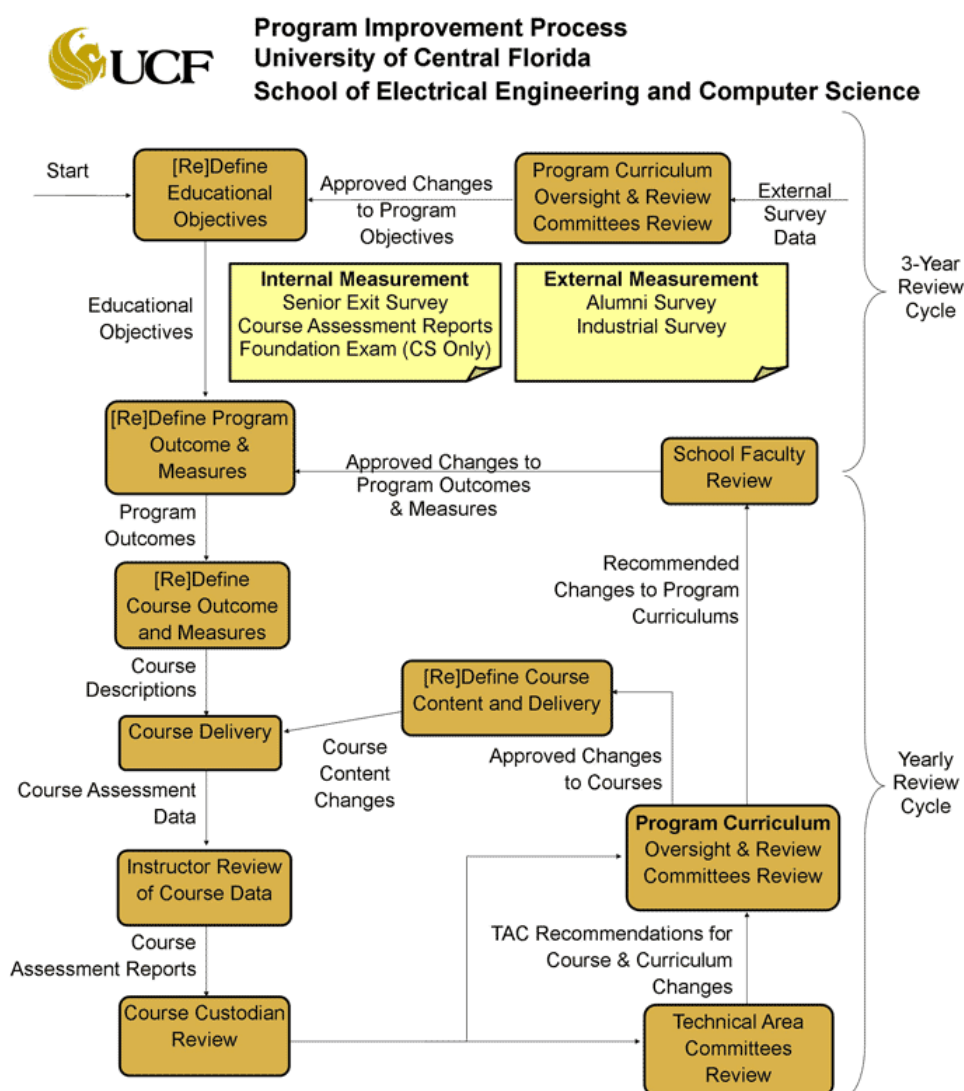 UCF
Program Improvement Process
University of Central Florida
School of Electrical Engineering and Computer Science
Start
[Re]Define
Educational
Objectives
Approved Changes
to Program
Objectives
Program Curriculum
Oversight & Review
Committees Review
External
Survey
Data
3-Year
Review
Cycle
Educational
Objectives
Internal Measurement
Senior Exit Survey
Course Assessment Reports
Foundation Exam (CS Only)
External Measurement
Alumni Survey
Industrial Survey
[Re]Define Program
Outcome &
Measures
Approved Changes to
Program Outcomes
& Measures
School Faculty
Review
Program
Outcomes
[Re]Define
Course Outcome
and Measures
Recommended
Changes to Program
Curriculums
Course
Descriptions
[Re]Define Course
Content and Delivery
Course Delivery
Course
Content
Changes
Approved Changes
to Courses
Yearly
Review
Cycle
Course Assessment
Data
Program Curriculum
Oversight & Review
Committees Review
Instructor Review
of Course Data
Course
Assessment Reports
TAC Recommendations for
Course & Curriculum
Changes
Course Custodian
Review
Technical Area
Committees
Review